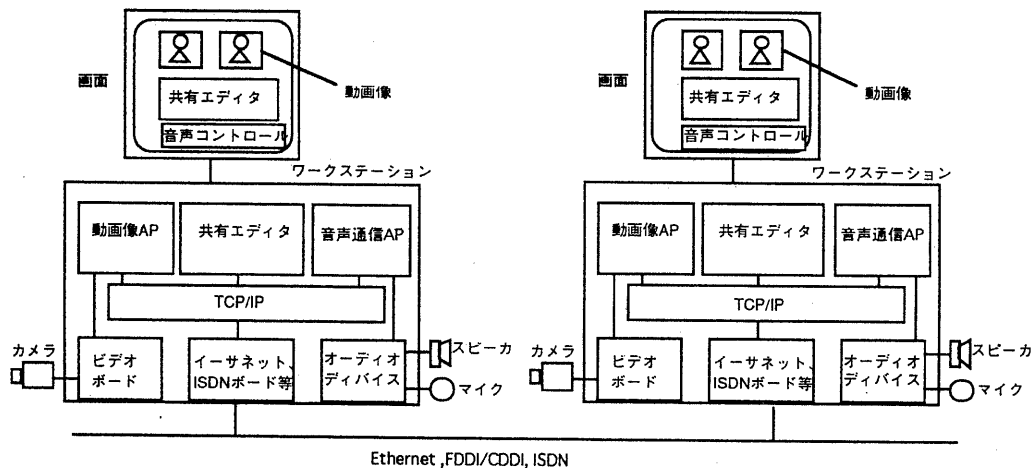 画面
動画像
共有エディタ
音声コントロール
ワークステーション
動画像AP
共有エディタ
音声通信AP
TCP/IP
カメラ
ビデオ
ボード
イーサネット、
ISDNボード等
オーディオ
ディバイス
スピーカ
マイク
画面
動画像
共有エディタ
音声コントロール
ワークステーション
動画像AP
共有エディタ
音声通信AP
TCP/IP
カメラ
ビデオ
ボード
イーサネット、
ISDNボード等
オーディオ
ディバイス
スピーカ
マイク
Ethernet ,FDDI/CDDI, ISDN